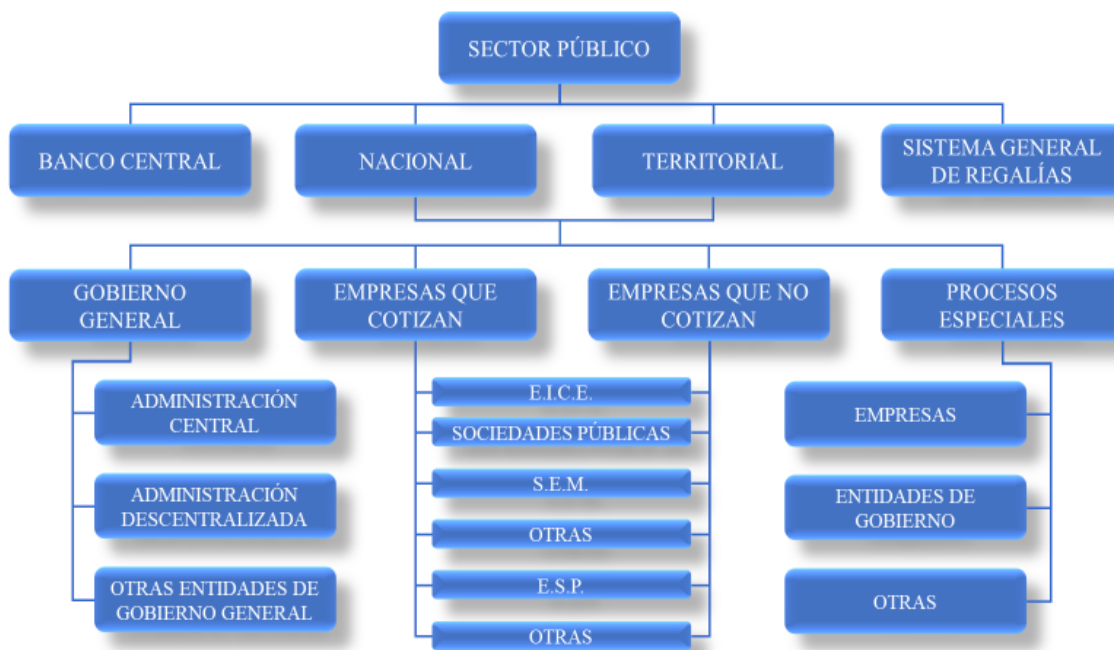 SECTOR PÚBLICO
BANCO CENTRAL
NACIONAL
TERRITORIAL
SISTEMA GENERAL
DE REGALÍAS
GOBIERNO
GENERAL
EMPRESAS QUE
COTIZAN
EMPRESAS QUE NO
COTIZAN
PROCESOS
ESPECIALES
ADMINISTRACIÓN
CENTRAL
ADMINISTRACIÓN
DESCENTRALIZADA
OTRAS ENTIDADES DE
GOBIERNO GENERAL
E.I.C.E.
SOCIEDADES PÚBLICAS
S.E.M.
OTRAS
E.S.P.
OTRAS
EMPRESAS
ENTIDADES DE
GOBIERNO
OTRAS